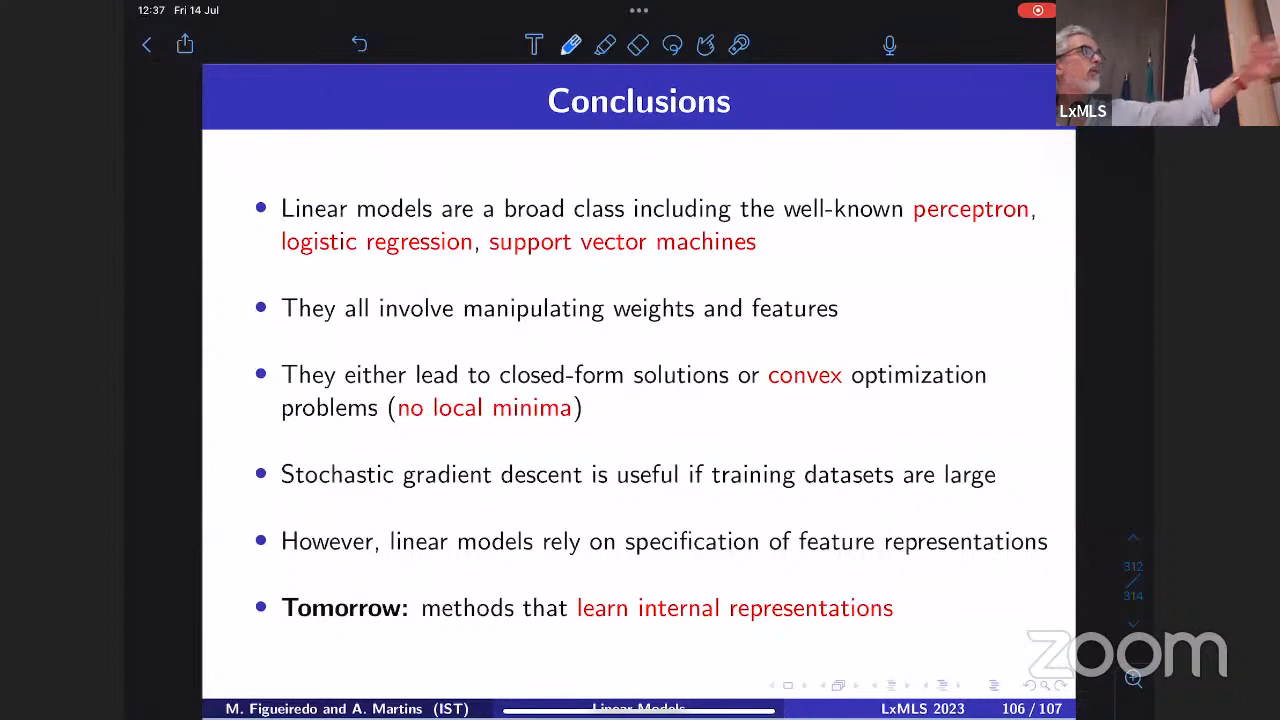 12:37 Fri 14 Jul
T
LxMLS
Conclusions
Linear models are a broad class including the well-known perceptron,
logistic regression, support vector machines
They all involve manipulating weights and features
They either lead to closed-form solutions or convex optimization
problems (no local minima)
Stochastic gradient descent is useful if training datasets are large
However, linear models rely on specification of feature representations
312
314
Tomorrow: methods that learn internal representations
zoom
M. Figueiredo and A. Martins (IST) Linear Models LxMLS 2023 106 / 107